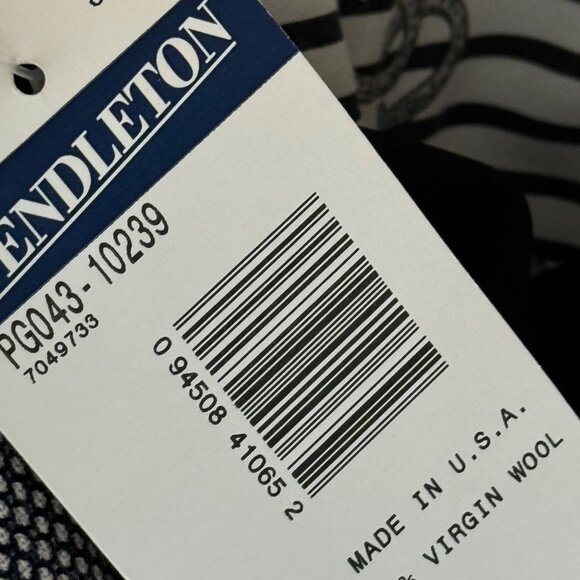 ENDLETON
PG043-10239
7049733
0 94508 41065 2
MADE IN U.S.A.
% VIRGIN WOOL